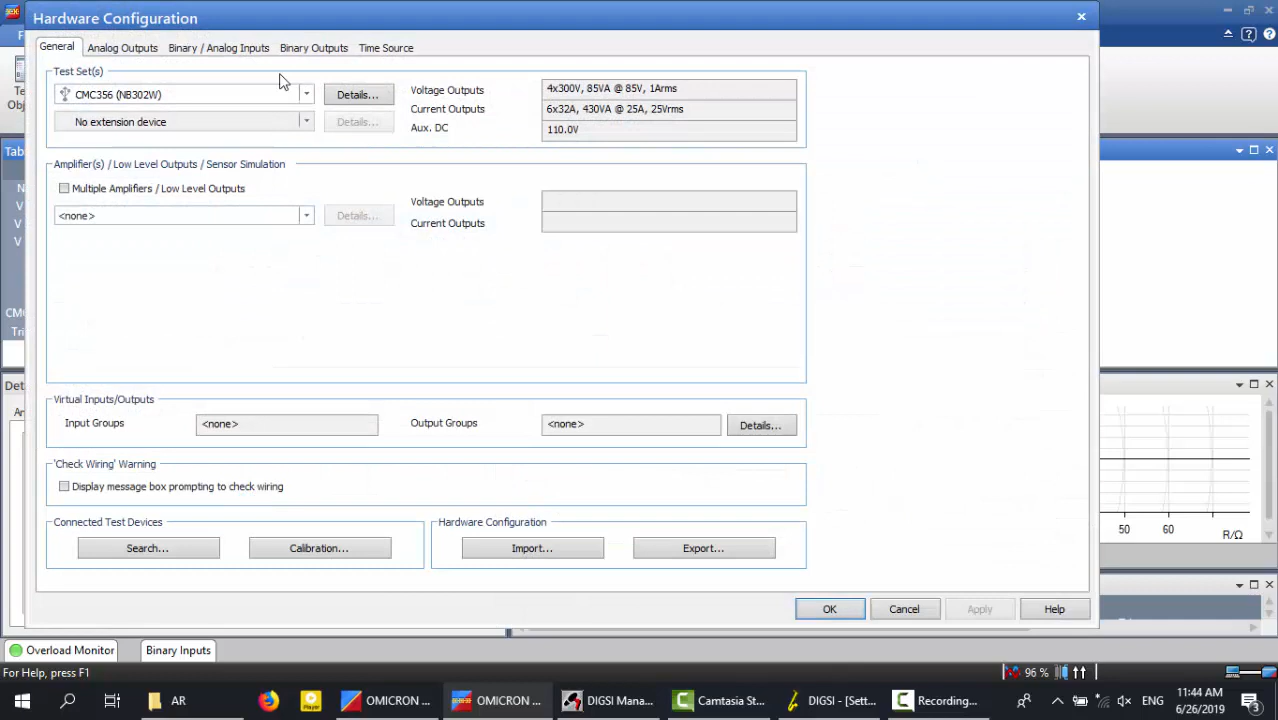 Hardware Configuration
General Analog Outputs Binary / Analog Inputs Binary Outputs Time Source
Test Set(s)
CMC356 (NB302W) Details... Voltage Outputs 4x300V, 85VA @ 85V, 1Arms
Current Outputs 6x32A, 430VA @ 25A, 25Vrms
No extension device Details... Aux. DC 110.0V
Amplifier(s) / Low Level Outputs / Sensor Simulation
Multiple Amplifiers / Low Level Outputs
Voltage Outputs
<none> Details... Current Outputs
Virtual Inputs/Outputs
Input Groups <none> Output Groups <none> Details...
'Check Wiring' Warning
Display message box prompting to check wiring
Connected Test Devices Hardware Configuration
Search... Calibration... Import... Export...
50 60 R/Ω
OK Cancel Apply Help
Overload Monitor Binary Inputs
For Help, press F1 96 %
AR Player OMICRON ... OMICRON ... DIGSI Mana... Camtasia St... DIGSI - [Sett... Recording... ENG 11:44 AM
6/26/2019 3